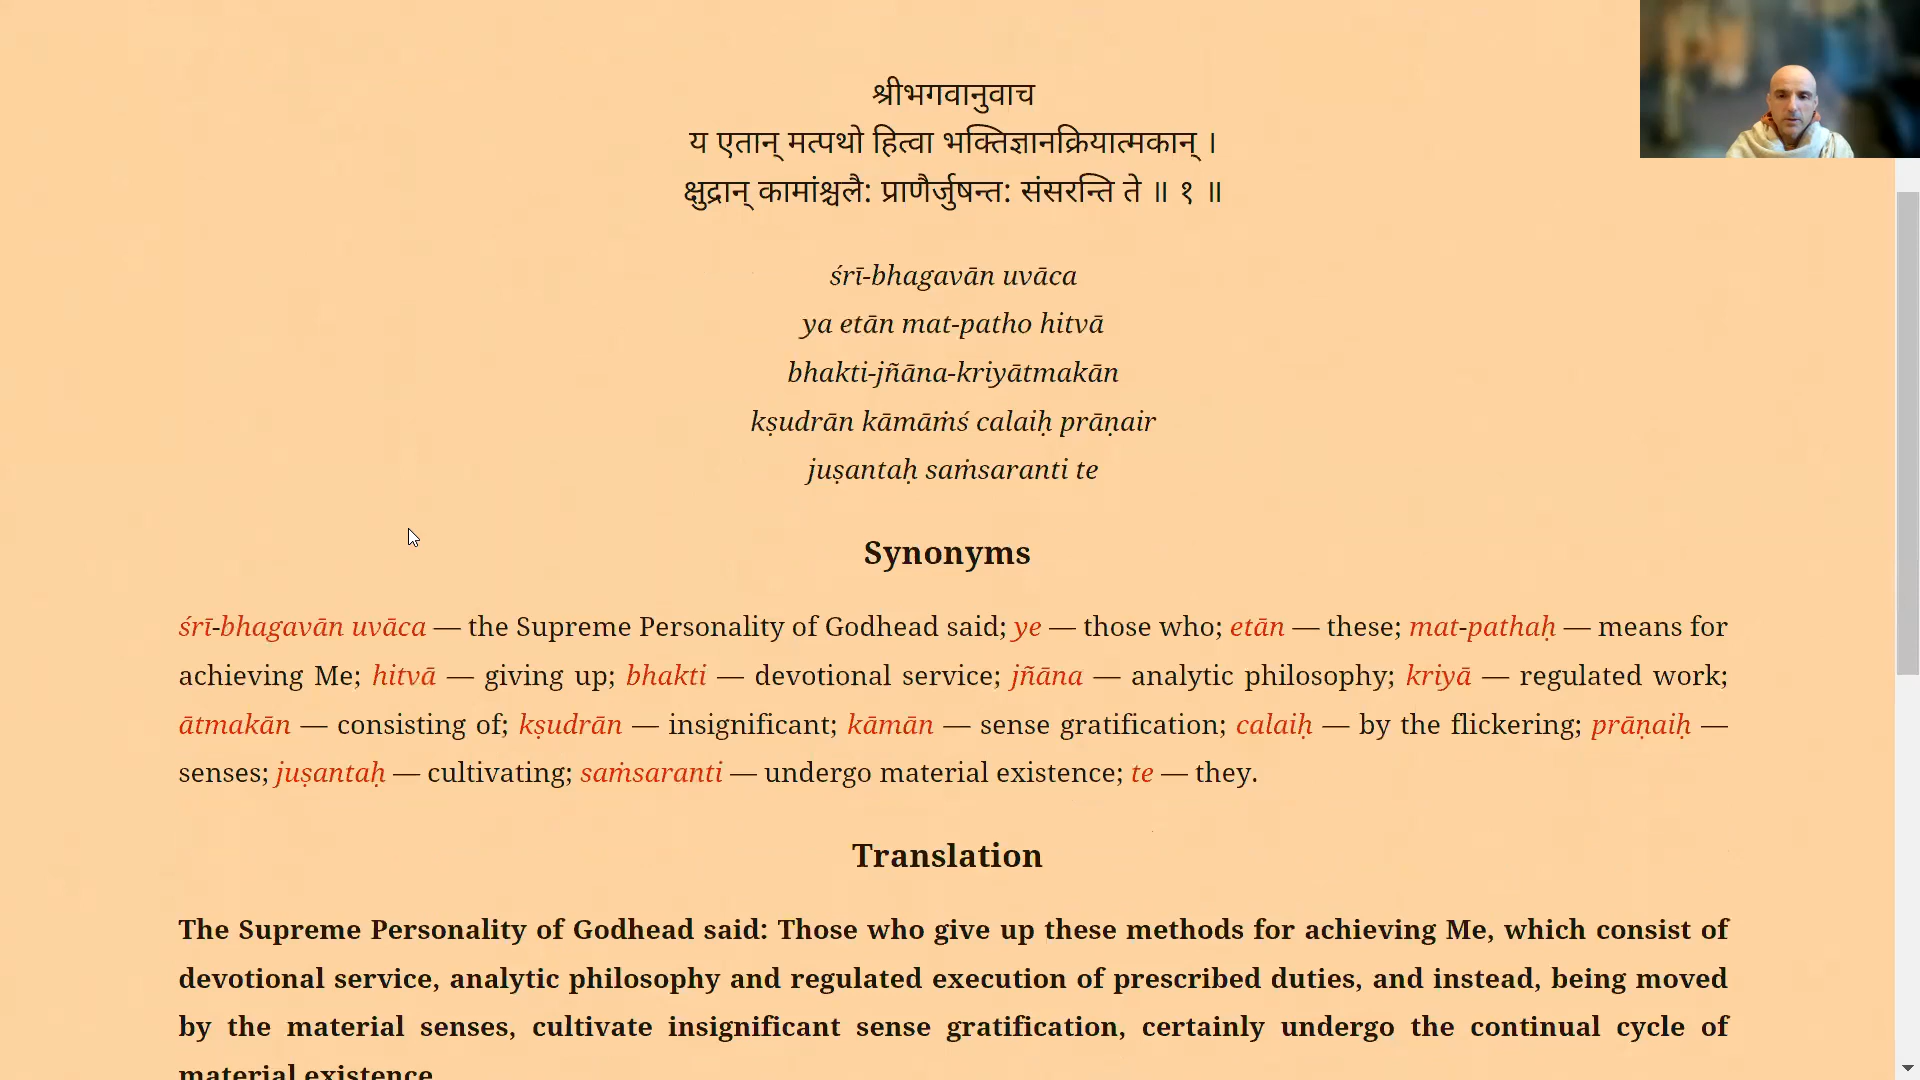 श्रीभगवानुवाच
य एतान् मत्पथो हित्वा भक्तिज्ञानक्रियात्मकान् ।
क्षुद्रान् कामांश्चलै: प्राणैर्जुषन्त: संसरन्ति ते ॥ १ ॥
śrī-bhagavān uvāca
ya etān mat-patho hitvā
bhakti-jñāna-kriyātmakān
kṣudrān kāmāṁś calaiḥ prāṇair
juṣantaḥ saṁsaranti te
Synonyms
śrī-bhagavān uvāca — the Supreme Personality of Godhead said; ye — those who; etān — these; mat-pathaḥ — means for
achieving Me; hitvā — giving up; bhakti — devotional service; jñāna — analytic philosophy; kriyā — regulated work;
ātmakān — consisting of; kṣudrān — insignificant; kāmān — sense gratification; calaiḥ — by the flickering; prāṇaiḥ —
senses; juṣantaḥ — cultivating; saṁsaranti — undergo material existence; te — they.
Translation
The Supreme Personality of Godhead said: Those who give up these methods for achieving Me, which consist of
devotional service, analytic philosophy and regulated execution of prescribed duties, and instead, being moved
by the material senses, cultivate insignificant sense gratification, certainly undergo the continual cycle of
material existence.